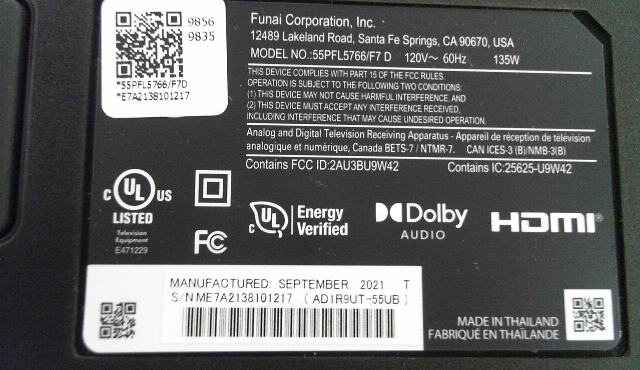 9856
9835
*55PFL5766/F7D
*E7A2138101217
Funai Corporation, Inc.
12489 Lakeland Road, Santa Fe Springs, CA 90670, USA
MODEL NO.:55PFL5766/F7 D 120V~ 60Hz 135W
THIS DEVICE COMPLIES WITH PART 15 OF THE FCC RULES.
OPERATION IS SUBJECT TO THE FOLLOWING TWO CONDITIONS:
(1) THIS DEVICE MAY NOT CAUSE HARMFUL INTERFERENCE, AND
(2) THIS DEVICE MUST ACCEPT ANY INTERFERENCE RECEIVED,
INCLUDING INTERFERENCE THAT MAY CAUSE UNDESIRED OPERATION.
Analog and Digital Television Receiving Apparatus - Appareil de réception de télévision
analogique et numérique, Canada BETS-7 / NTMR-7. CAN ICES-3 (B)/NMB-3(B)
Contains FCC ID:2AU3BU9W42 Contains IC:25625-U9W42
C UL US
LISTED
Television
Equipment
E471229
FC
UL Energy
Verified
Dolby
AUDIO
HDMI®
MANUFACTURED: SEPTEMBER 2021 T
S/N ME7A2138101217 (AD1R9UT-55UB)
MADE IN THAILAND
FABRIQUÉ EN THAÏLANDE